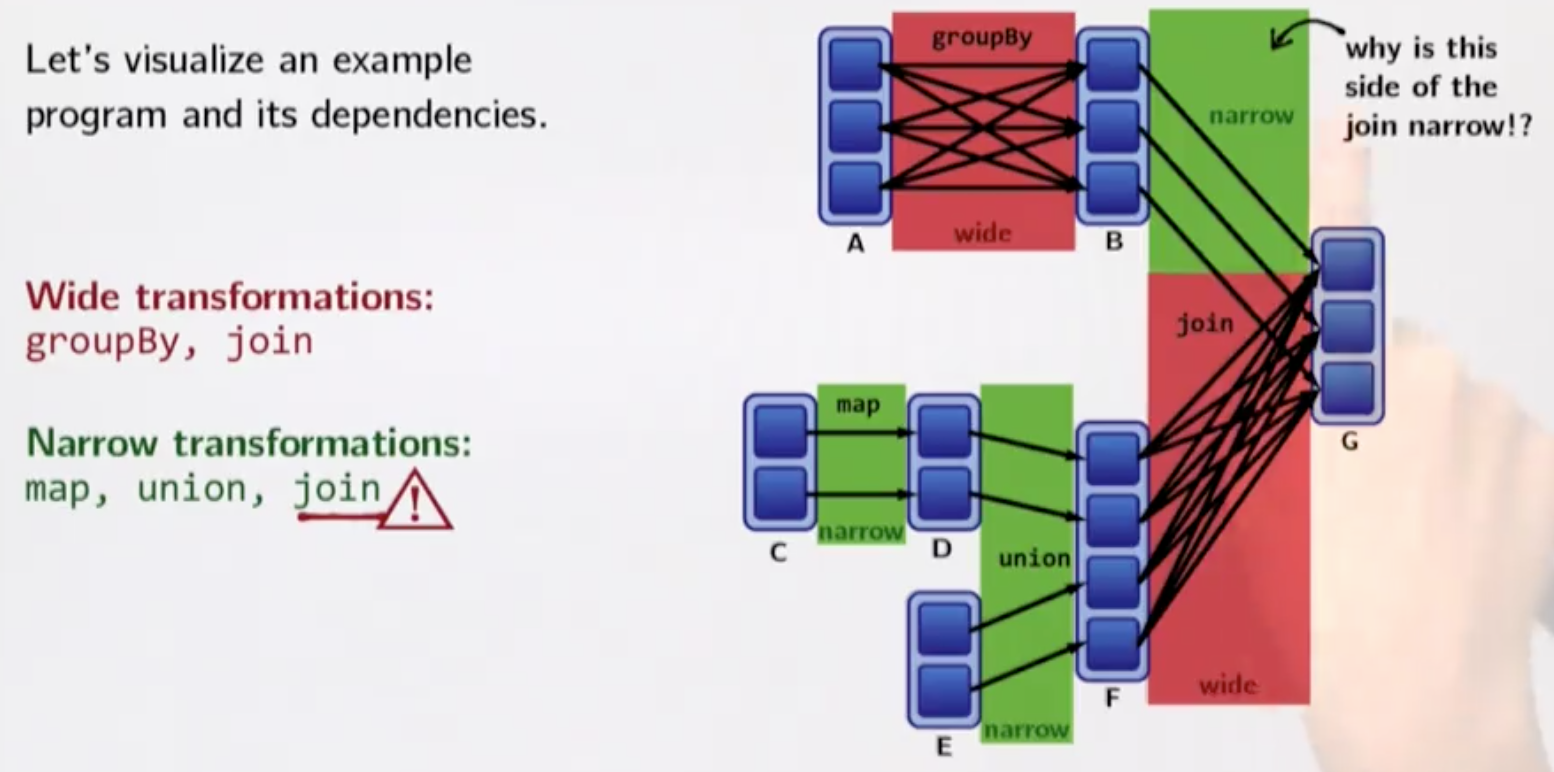 Let's visualize an example
program and its dependencies.
Wide transformations:
groupBy, join
Narrow transformations:
map, union, join
!
groupBy
wide
A
B
narrow
why is this
side of the
join narrow!?
join
wide
G
map
narrow
C
D
union
narrow
E
F